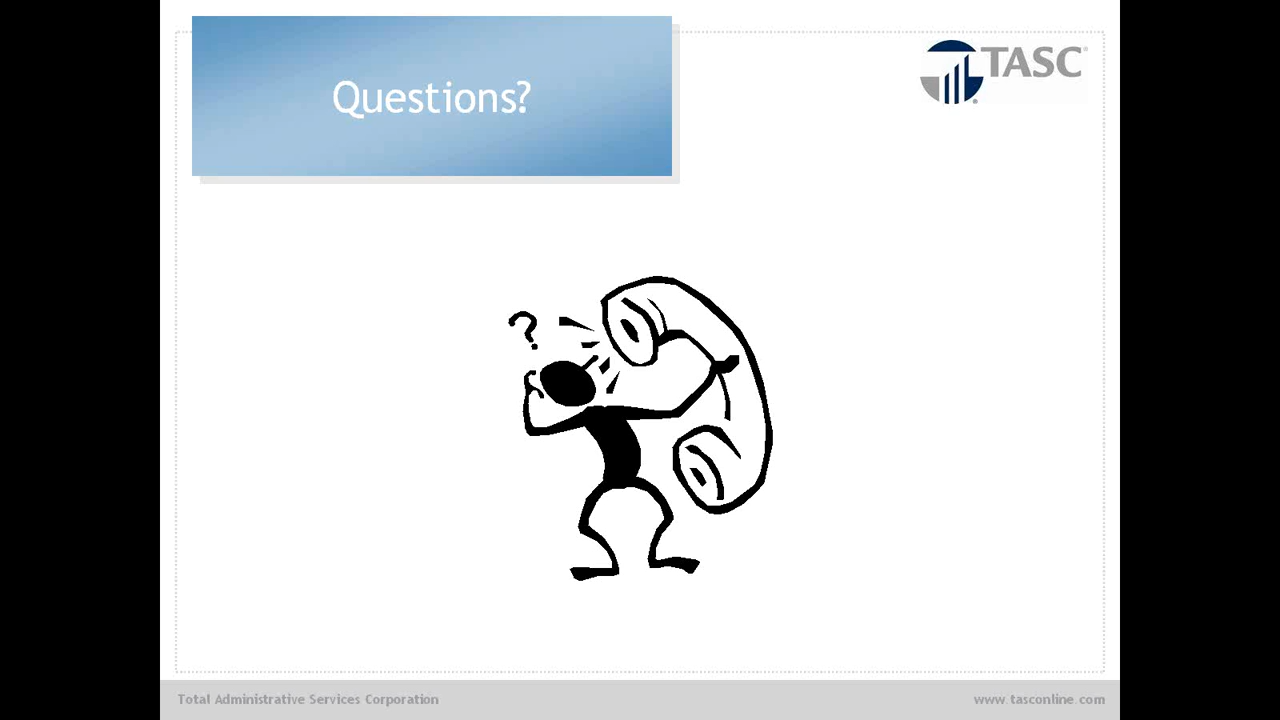 Questions?
TASC®
?
Total Administrative Services Corporation
www.tasconline.com